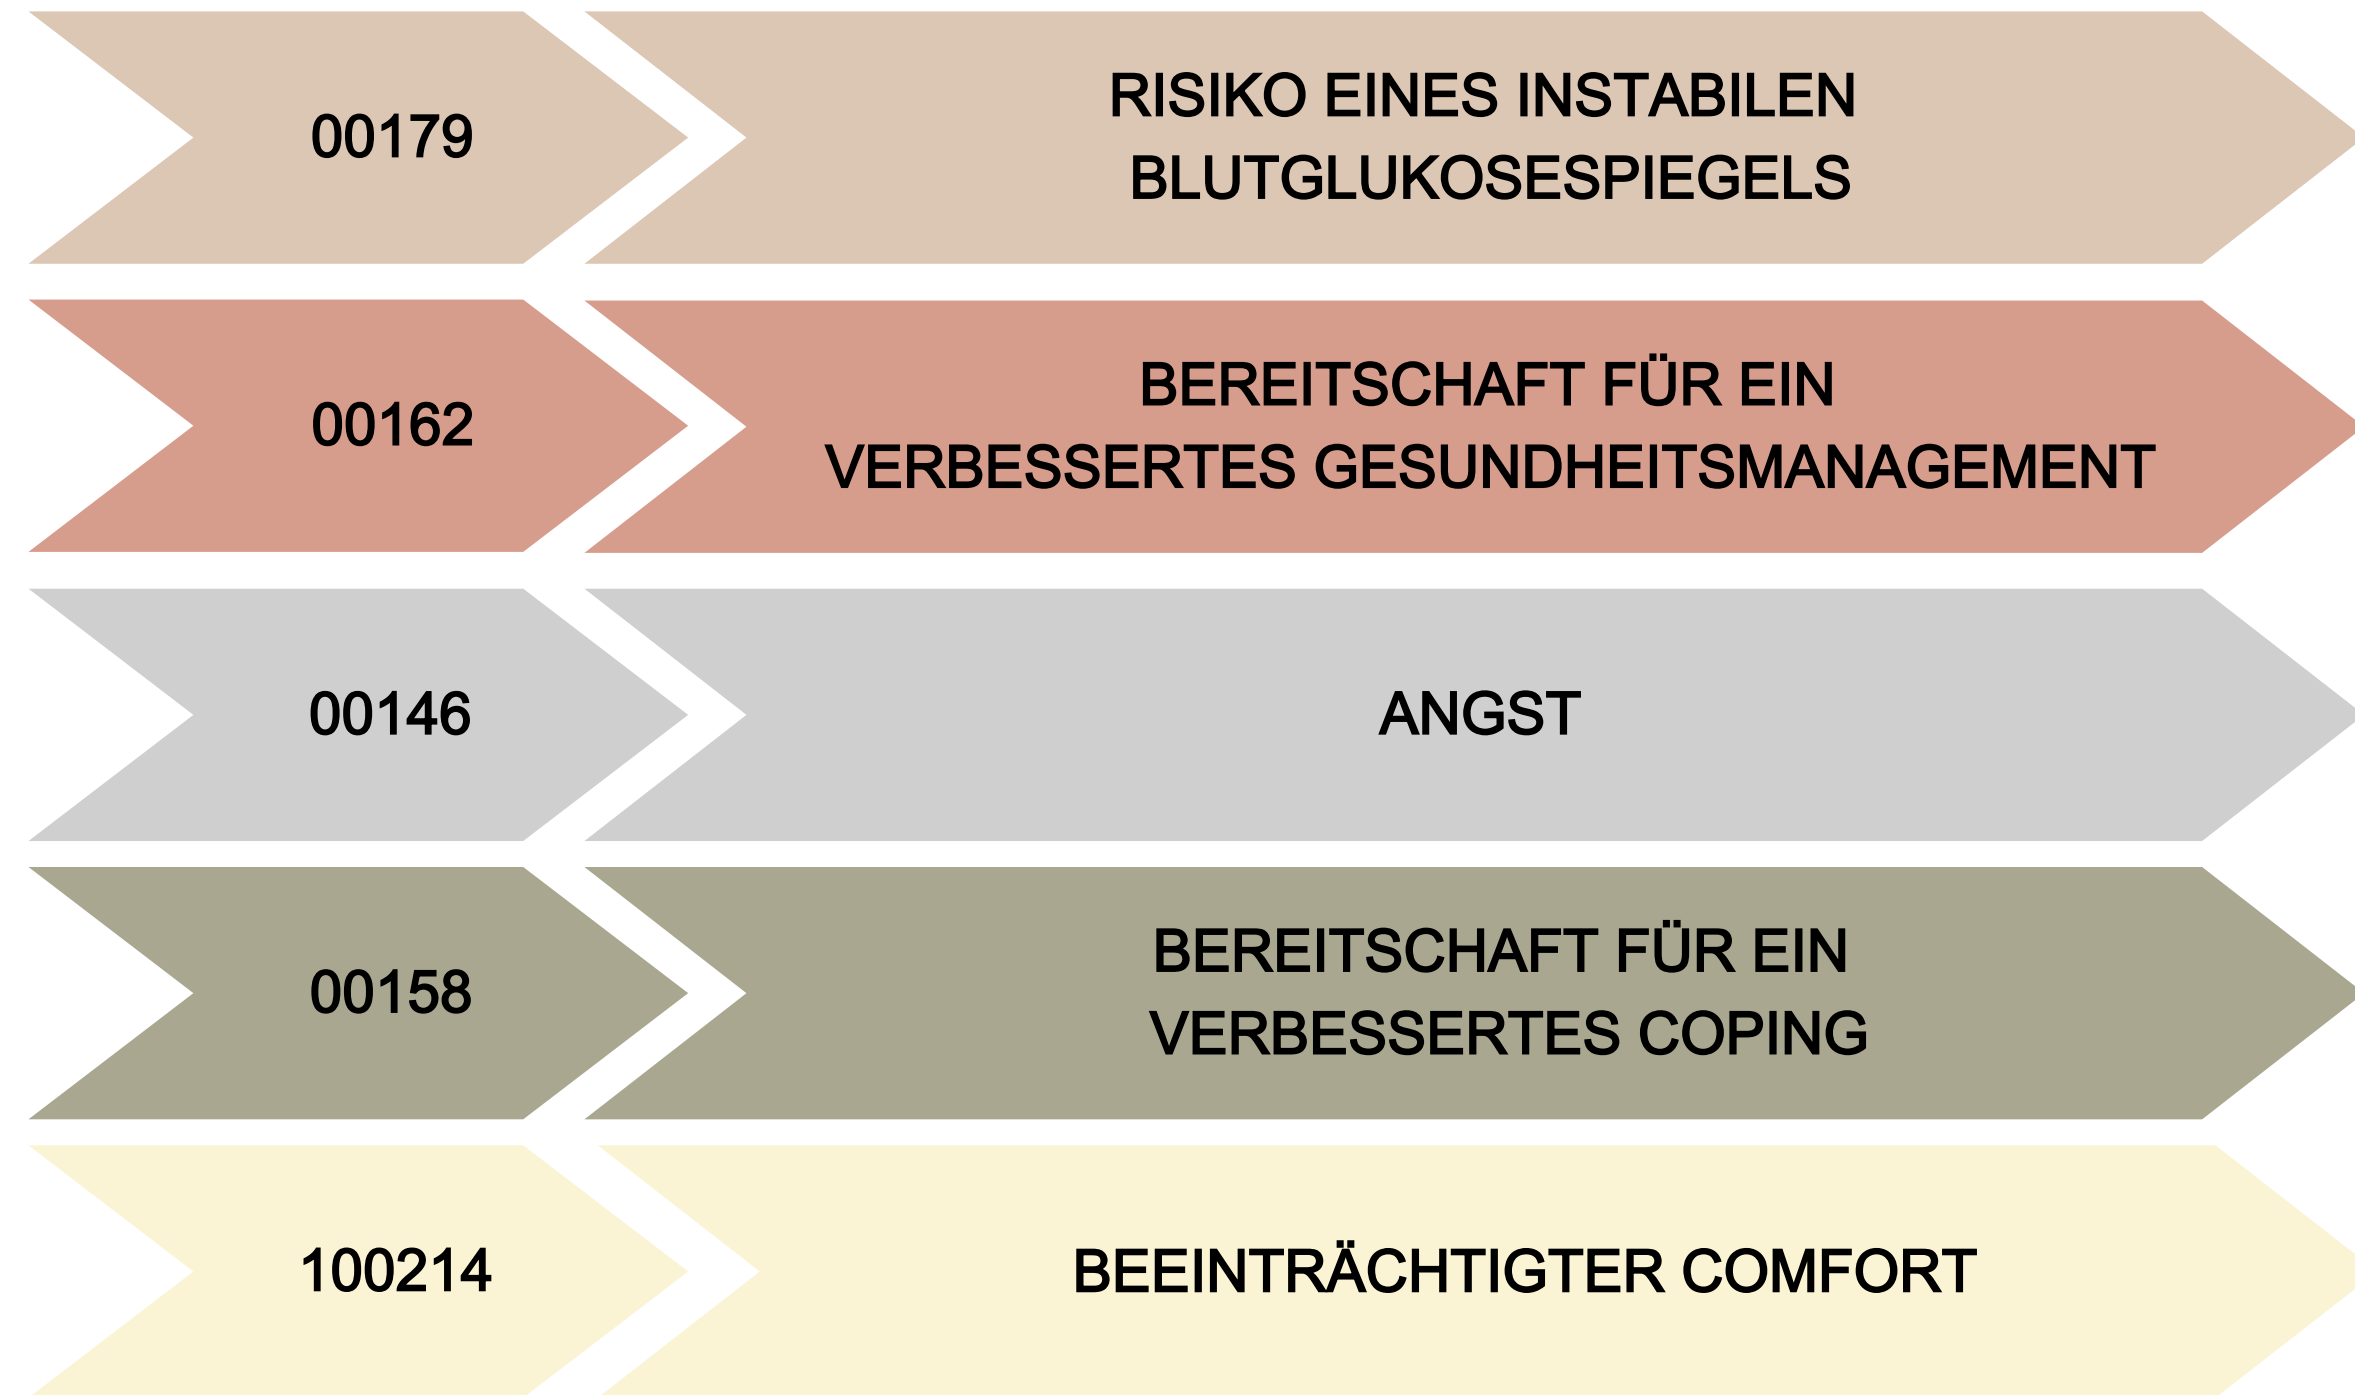 00179
RISIKO EINES INSTABILEN
BLUTGLUKOSESPIEGELS
00162
BEREITSCHAFT FÜR EIN
VERBESSERTES GESUNDHEITSMANAGEMENT
00146
ANGST
00158
BEREITSCHAFT FÜR EIN
VERBESSERTES COPING
100214
BEEINTRÄCHTIGTER COMFORT